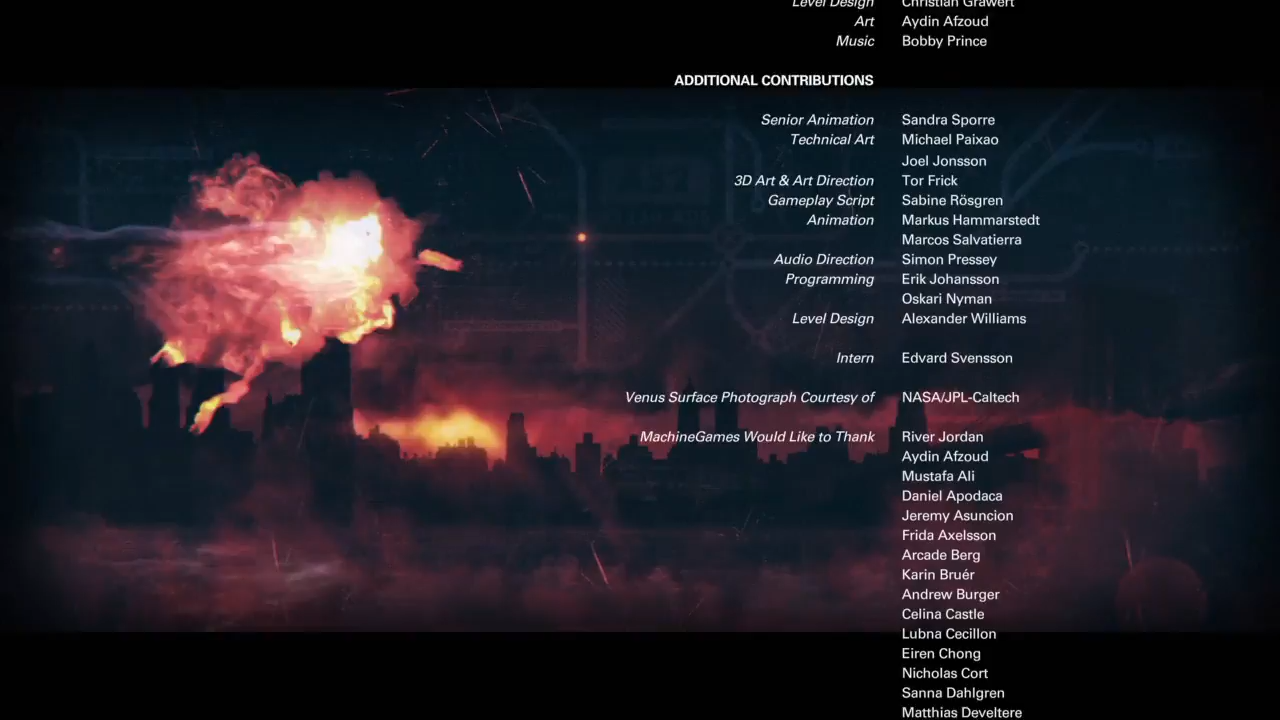 Level Design Christian Grawert
Art Aydin Afzoud
Music Bobby Prince
ADDITIONAL CONTRIBUTIONS
Senior Animation Sandra Sporre
Technical Art Michael Paixao
Joel Jonsson
3D Art & Art Direction Tor Frick
Gameplay Script Sabine Rösgren
Animation Markus Hammarstedt
Marcos Salvatierra
Audio Direction Simon Pressey
Programming Erik Johansson
Oskari Nyman
Level Design Alexander Williams
Intern Edvard Svensson
Venus Surface Photograph Courtesy of NASA/JPL-Caltech
MachineGames Would Like to Thank River Jordan
Aydin Afzoud
Mustafa Ali
Daniel Apodaca
Jeremy Asuncion
Frida Axelsson
Arcade Berg
Karin Bruér
Andrew Burger
Celina Castle
Lubna Cecillon
Eiren Chong
Nicholas Cort
Sanna Dahlgren
Matthias Develtere